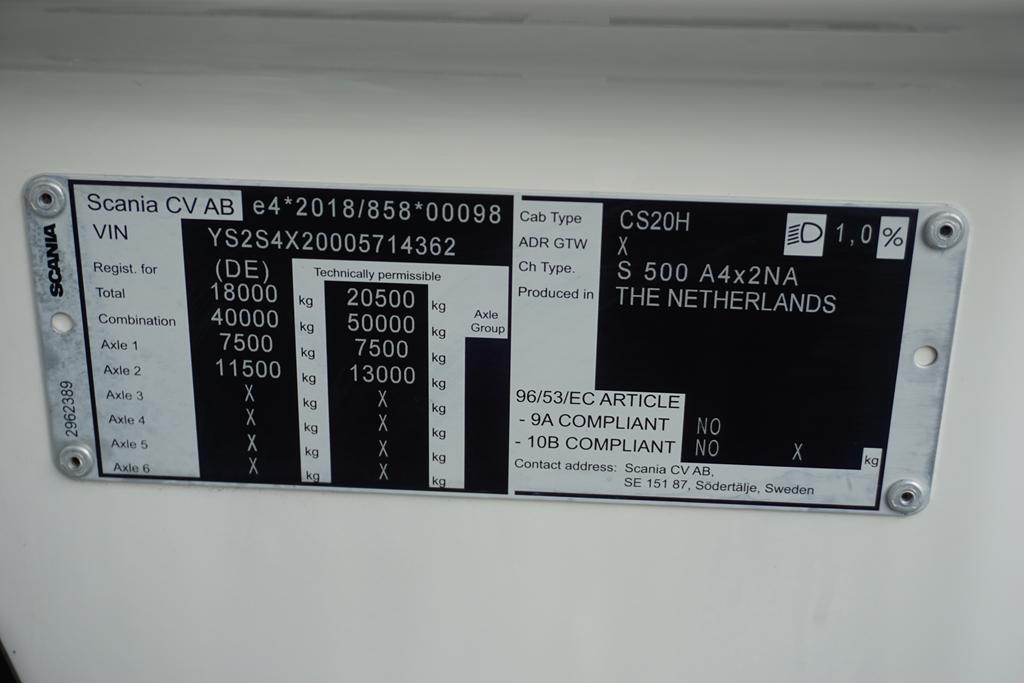 Scania CV AB e4*2018/858*00098
VIN YS2S4X20005714362
Regist. for (DE) Technically permissible
Total 18000 kg 20500 kg
Combination 40000 kg 50000 kg Axle Group
Axle 1 7500 kg 7500 kg
Axle 2 11500 kg 13000 kg
Axle 3 X kg X kg
Axle 4 X kg X kg
Axle 5 X kg X kg
Axle 6 X kg X kg
SCANIA
2962389
Cab Type CS20H 1,0 %
ADR GTW X
Ch Type. S 500 A4x2NA
Produced in THE NETHERLANDS
96/53/EC ARTICLE
- 9A COMPLIANT NO
- 10B COMPLIANT NO X kg
Contact address: Scania CV AB,
SE 151 87, Södertälje, Sweden